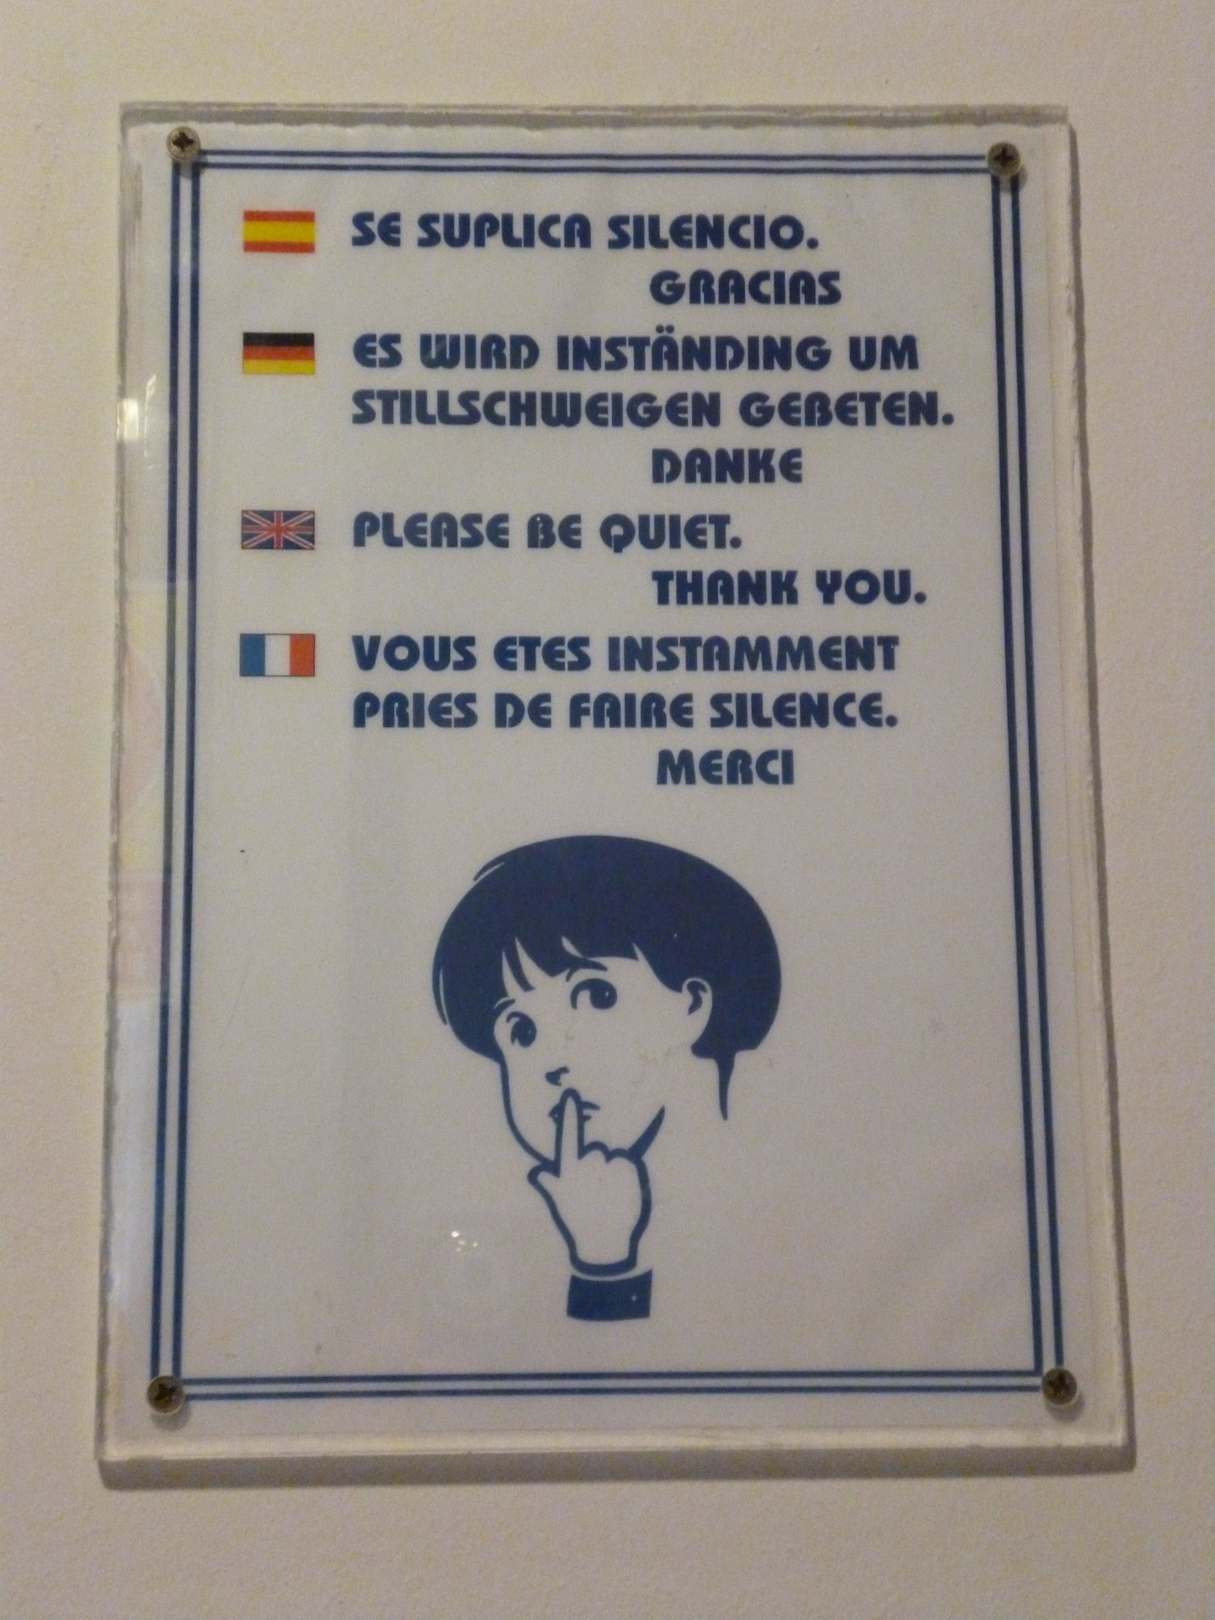 SE SUPLICA SILENCIO.
GRACIAS
ES WIRD INSTÄNDING UM
STILLSCHWEIGEN GEBETEN.
DANKE
PLEASE BE QUIET.
THANK YOU.
VOUS ETES INSTAMMENT
PRIES DE FAIRE SILENCE.
MERCI